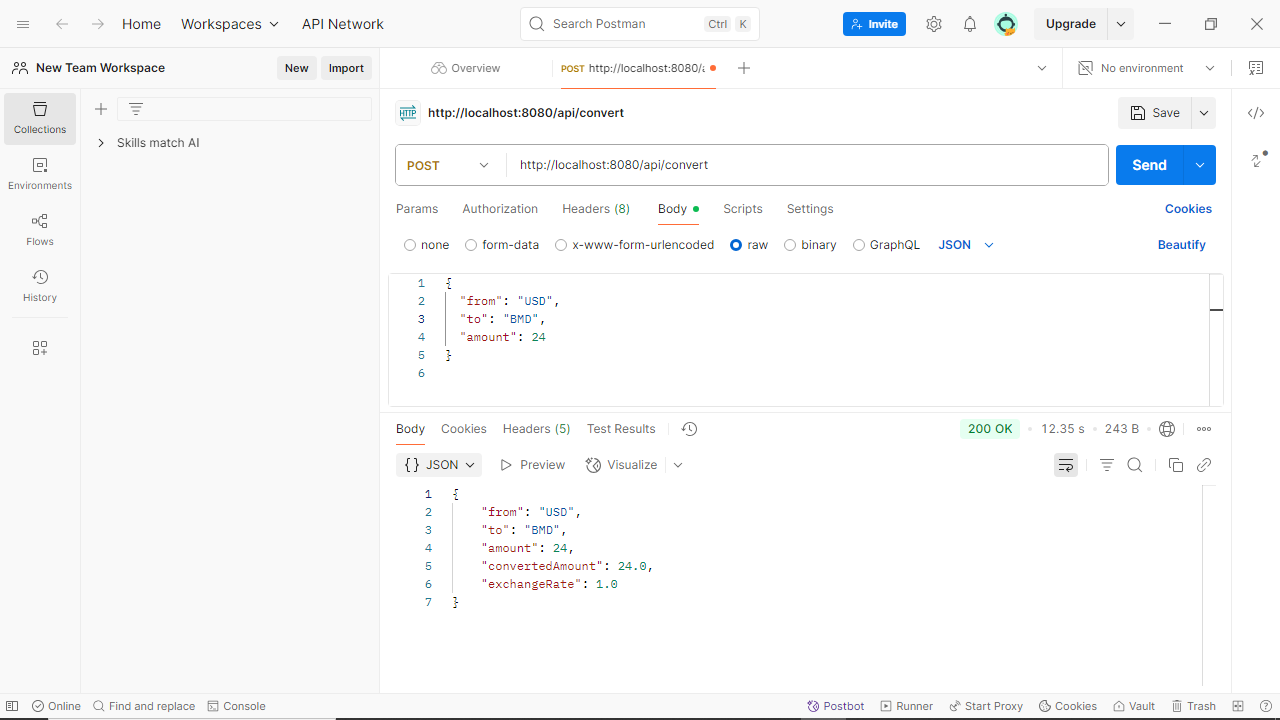 Home
Workspaces
API Network
Search Postman
Ctrl
K
Invite
Upgrade
New Team Workspace
New
Import
Overview
POST http://localhost:8080/a
No environment
Collections
Environments
Flows
History
Skills match AI
HTTP
http://localhost:8080/api/convert
Save
POST
http://localhost:8080/api/convert
Send
Params
Authorization
Headers (8)
Body
Scripts
Settings
Cookies
none
form-data
x-www-form-urlencoded
raw
binary
GraphQL
JSON
Beautify
1 {
2 "from": "USD",
3 "to": "BMD",
4 "amount": 24
5 }
6
Body
Cookies
Headers (5)
Test Results
200 OK
12.35 s
243 B
{} JSON
Preview
Visualize
1 {
2 "from": "USD",
3 "to": "BMD",
4 "amount": 24,
5 "convertedAmount": 24.0,
6 "exchangeRate": 1.0
7 }
Online
Find and replace
Console
Postbot
Runner
Start Proxy
Cookies
Vault
Trash